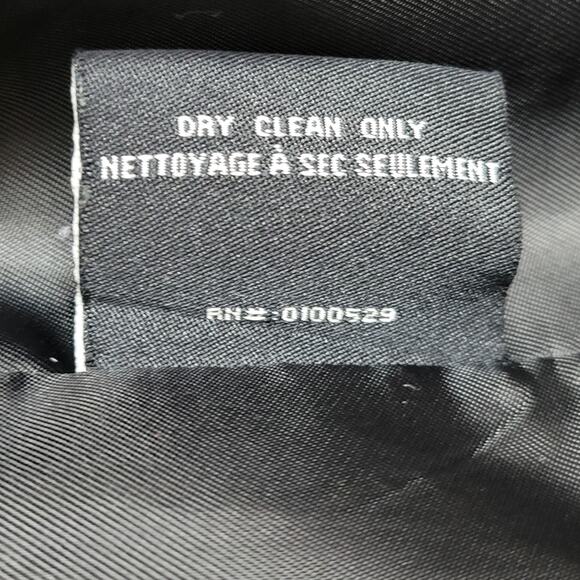 DRY CLEAN ONLY
NETTOYAGE À SEC SEULEMENT
RN#:0100529